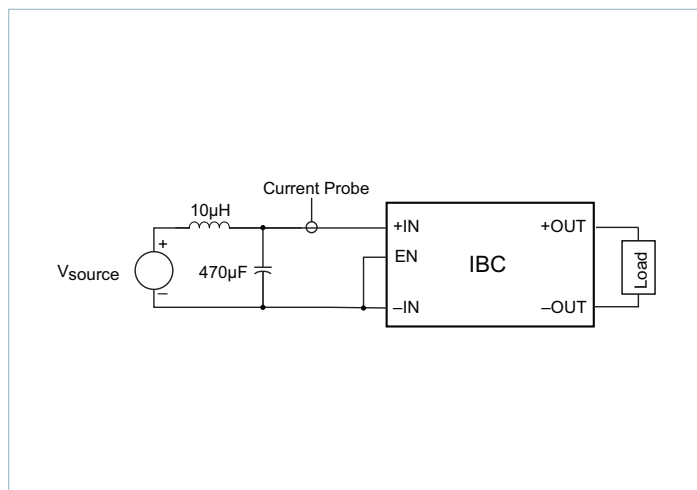 Current Probe
10µH
+IN
+OUT
+
EN
IBC
Load
Vsource
470µF
–
–IN
–OUT